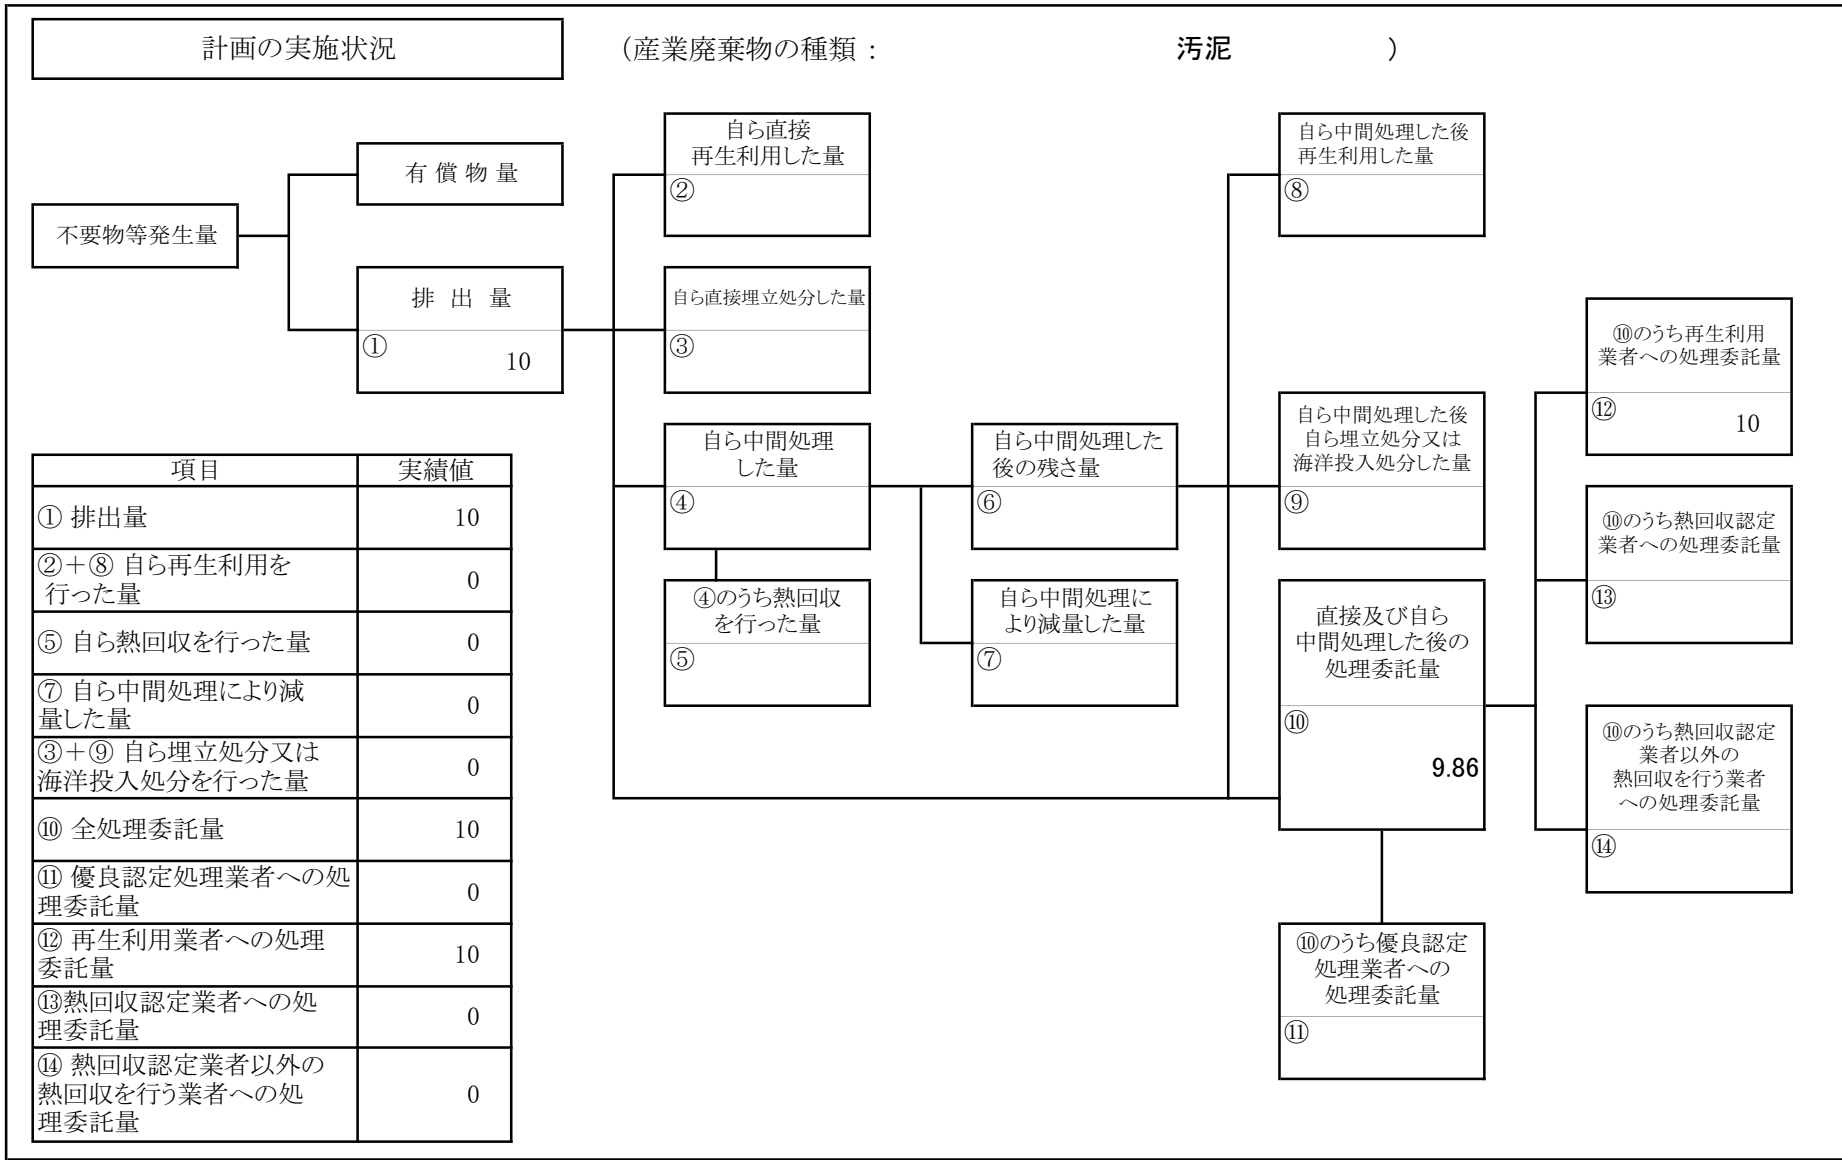 計画の実施状況
（産業廃棄物の種類： 汚泥 ）
不要物等発生量
有 償 物 量
排 出 量
① 10
自ら直接
再生利用した量
②
自ら直接埋立処分した量
③
自ら中間処理
した量
④
④のうち熱回収
を行った量
⑤
自ら中間処理した
後の残さ量
⑥
自ら中間処理に
より減量した量
⑦
自ら中間処理した後
再生利用した量
⑧
自ら中間処理した後
自ら埋立処分又は
海洋投入処分した量
⑨
直接及び自ら
中間処理した後の
処理委託量
⑩
9.86
⑩のうち優良認定
処理業者への
処理委託量
⑪
⑩のうち再生利用
業者への処理委託量
⑫ 10
⑩のうち熱回収認定
業者への処理委託量
⑬
⑩のうち熱回収認定
業者以外の
熱回収を行う業者
への処理委託量
⑭
項目 実績値
① 排出量 10
②＋⑧ 自ら再生利用を
行った量 0
⑤ 自ら熱回収を行った量 0
⑦ 自ら中間処理により減
量した量 0
③＋⑨ 自ら埋立処分又は
海洋投入処分を行った量 0
⑩ 全処理委託量 10
⑪ 優良認定処理業者への処
理委託量 0
⑫ 再生利用業者への処理
委託量 10
⑬熱回収認定業者への処
理委託量 0
⑭ 熱回収認定業者以外の
熱回収を行う業者への処
理委託量 0